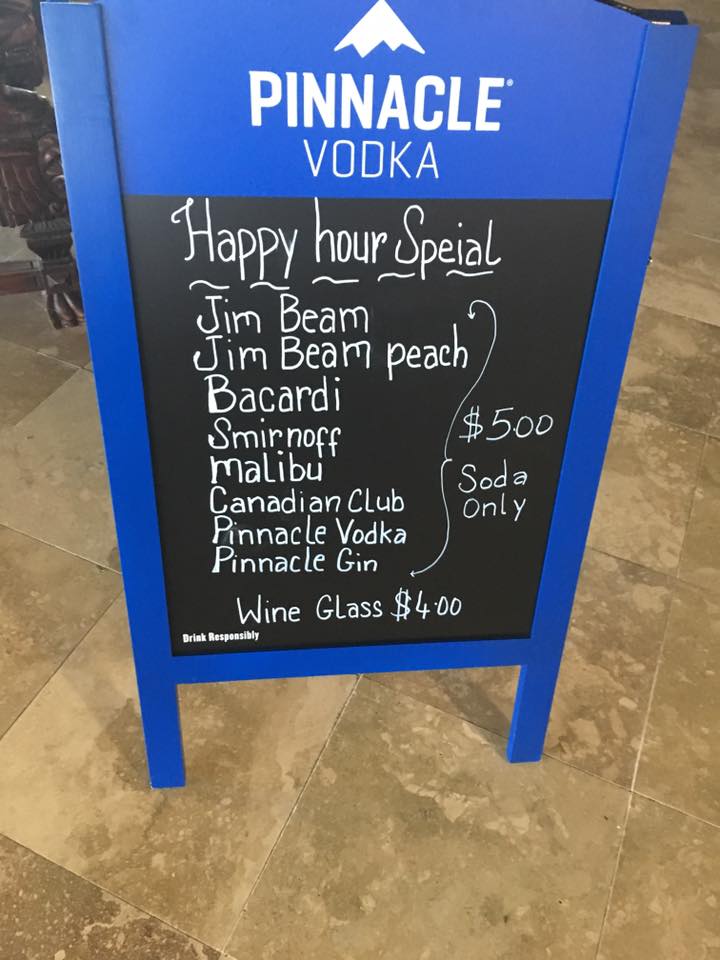 PINNACLE®
VODKA
Happy hour Speial
Jim Beam
Jim Beam peach
Bacardi
Smirnoff
malibu
Canadian Club
Pinnacle Vodka
Pinnacle Gin
$5.00
Soda
Only
Wine Glass $4.00
Drink Responsibly